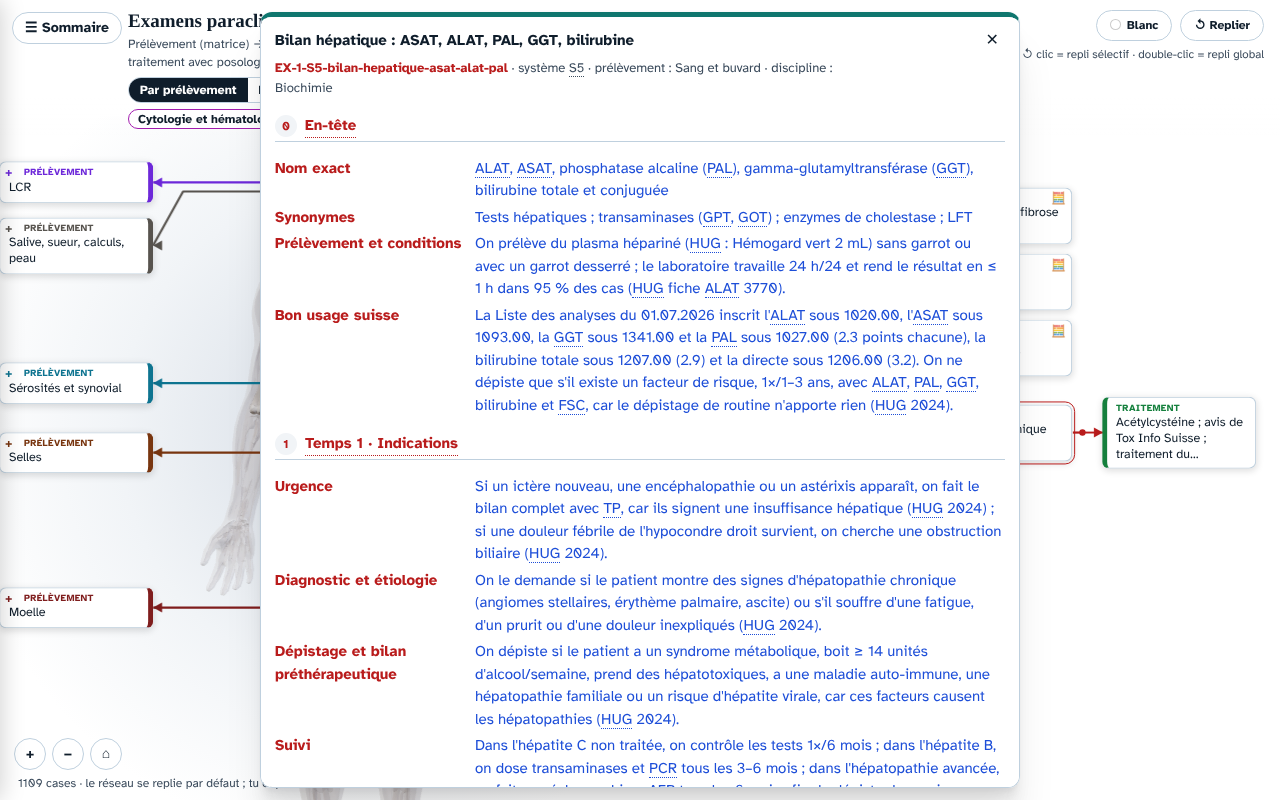 ☰ Sommaire
Examens paracli
Prélèvement (matrice) →
traitement avec posolog
Par prélèvement
Cytologie et hématolo
Blanc
↺ Replier
↺ clic = repli sélectif · double-clic = repli global
+ PRÉLÈVEMENT
LCR
+ PRÉLÈVEMENT
Salive, sueur, calculs,
peau
+ PRÉLÈVEMENT
Sérosités et synovial
+ PRÉLÈVEMENT
Selles
+ PRÉLÈVEMENT
Moelle
Bilan hépatique : ASAT, ALAT, PAL, GGT, bilirubine
✕
EX-1-S5-bilan-hepatique-asat-alat-pal · système S5 · prélèvement : Sang et buvard · discipline :
Biochimie
0 En-tête
Nom exact
ALAT, ASAT, phosphatase alcaline (PAL), gamma-glutamyltransférase (GGT),
bilirubine totale et conjuguée
Synonymes
Tests hépatiques ; transaminases (GPT, GOT) ; enzymes de cholestase ; LFT
Prélèvement et conditions
On prélève du plasma hépariné (HUG : Hémogard vert 2 mL) sans garrot ou
avec un garrot desserré ; le laboratoire travaille 24 h/24 et rend le résultat en ≤
1 h dans 95 % des cas (HUG fiche ALAT 3770).
Bon usage suisse
La Liste des analyses du 01.07.2026 inscrit l'ALAT sous 1020.00, l'ASAT sous
1093.00, la GGT sous 1341.00 et la PAL sous 1027.00 (2.3 points chacune), la
bilirubine totale sous 1207.00 (2.9) et la directe sous 1206.00 (3.2). On ne
dépiste que s'il existe un facteur de risque, 1×/1–3 ans, avec ALAT, PAL, GGT,
bilirubine et FSC, car le dépistage de routine n'apporte rien (HUG 2024).
1 Temps 1 · Indications
Urgence
Si un ictère nouveau, une encéphalopathie ou un astérixis apparaît, on fait le
bilan complet avec TP, car ils signent une insuffisance hépatique (HUG 2024) ;
si une douleur fébrile de l'hypocondre droit survient, on cherche une obstruction
biliaire (HUG 2024).
Diagnostic et étiologie
On le demande si le patient montre des signes d'hépatopathie chronique
(angiomes stellaires, érythème palmaire, ascite) ou s'il souffre d'une fatigue,
d'un prurit ou d'une douleur inexpliqués (HUG 2024).
Dépistage et bilan
préthérapeutique
On dépiste si le patient a un syndrome métabolique, boit ≥ 14 unités
d'alcool/semaine, prend des hépatotoxiques, a une maladie auto-immune, une
hépatopathie familiale ou un risque d'hépatite virale, car ces facteurs causent
les hépatopathies (HUG 2024).
Suivi
Dans l'hépatite C non traitée, on contrôle les tests 1×/6 mois ; dans l'hépatite B,
on dose transaminases et PCR tous les 3–6 mois ; dans l'hépatopathie avancée,
fibrose
nique
TRAITEMENT
Acétylcystéine ; avis de
Tox Info Suisse ;
traitement du...
+
−
⌂
1109 cases · le réseau se replie par défaut ; tu